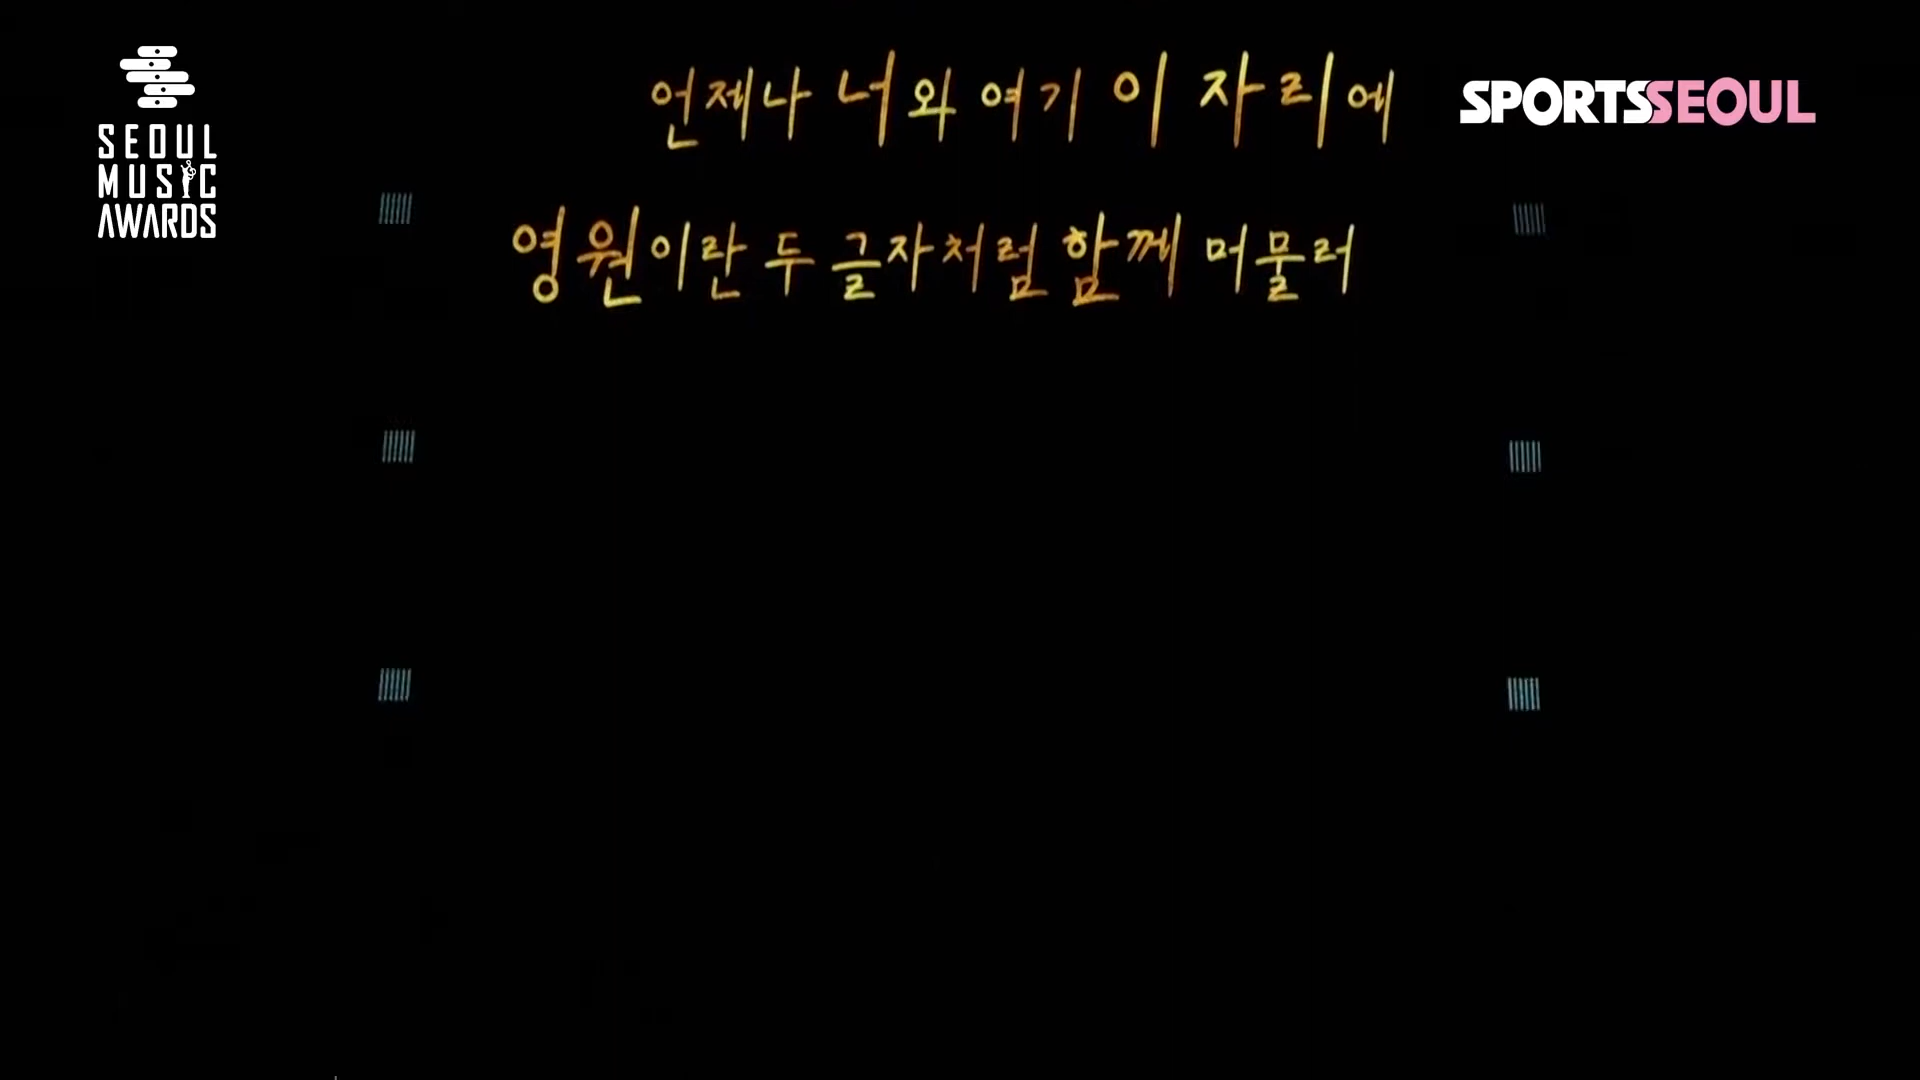 SEOUL
MUSIC
AWARDS
SPORTSSEOUL
언제나 너와 여기 이 자리에
영원이란 두 글자처럼 함께 머물러